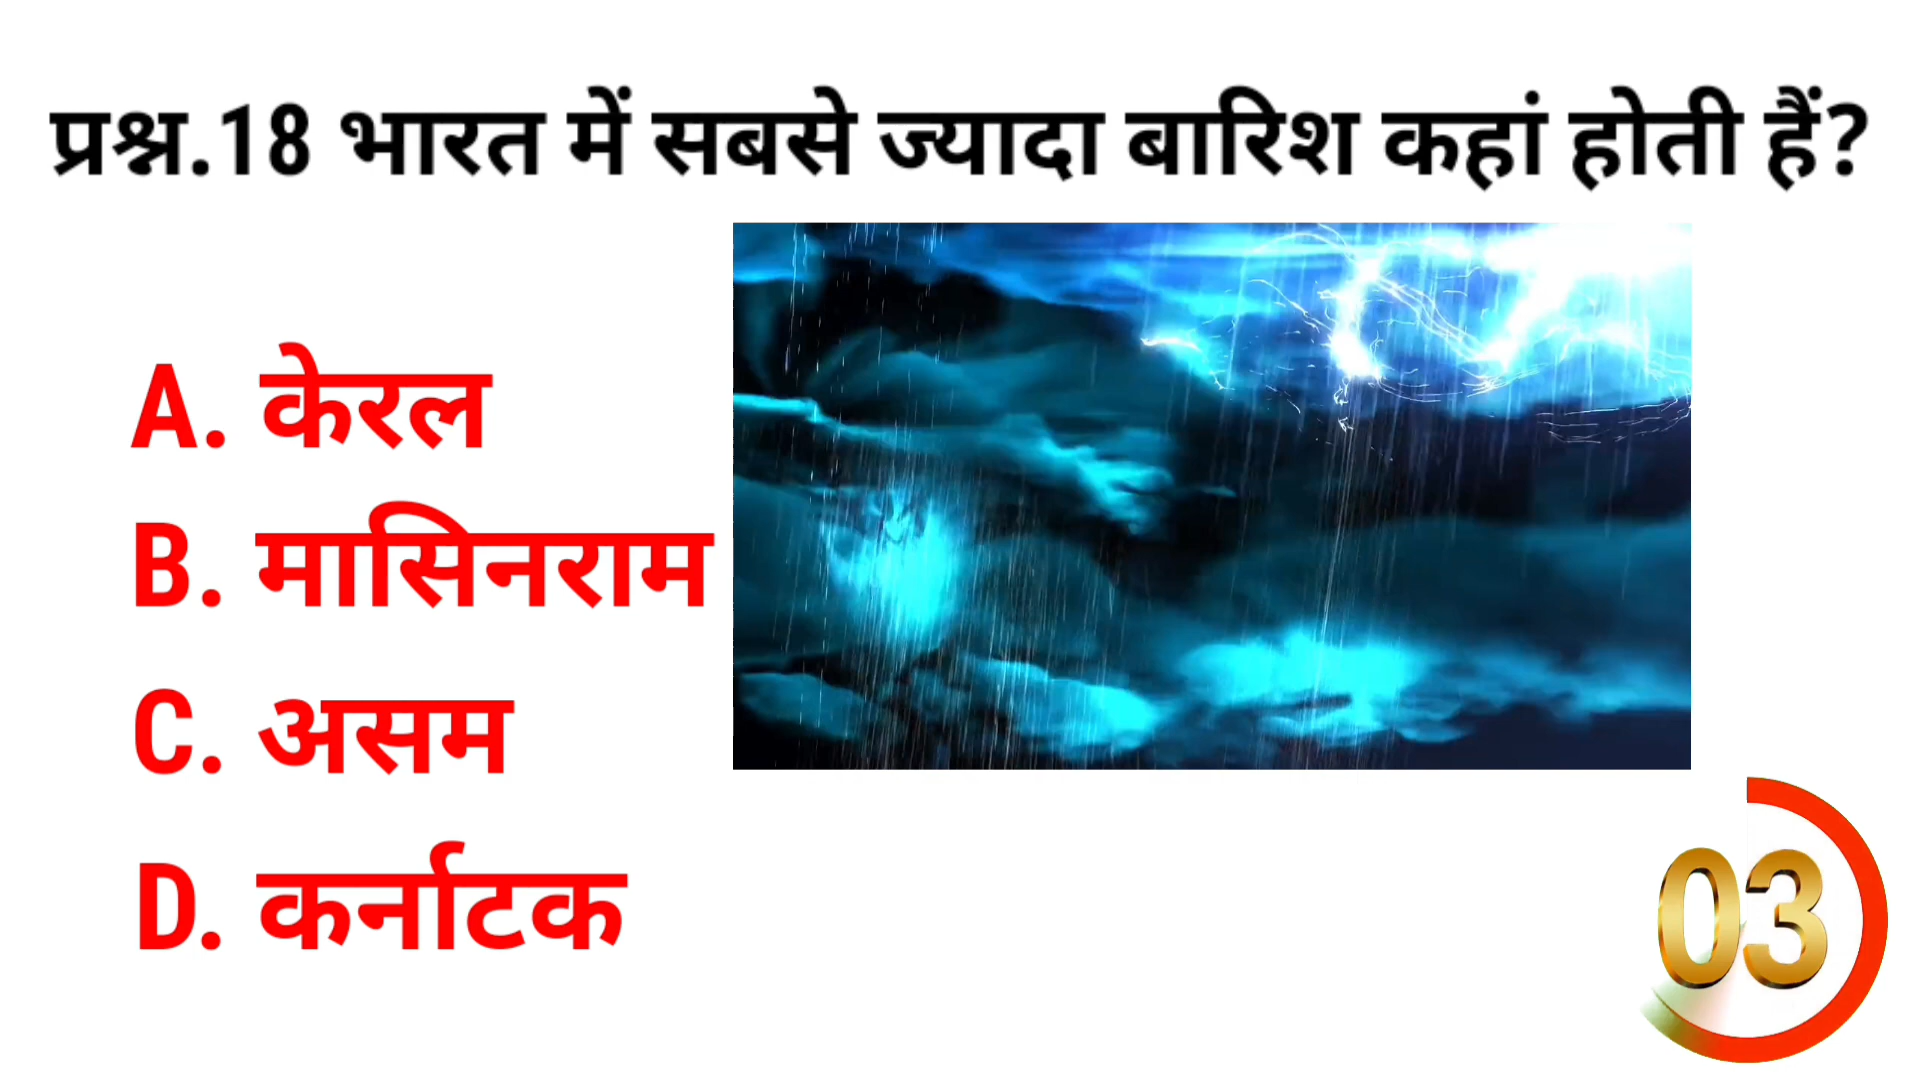 प्रश्न.18 भारत में सबसे ज्यादा बारिश कहां होती हैं?
A. केरल
B. मासिनराम
C. असम
D. कर्नाटक
03